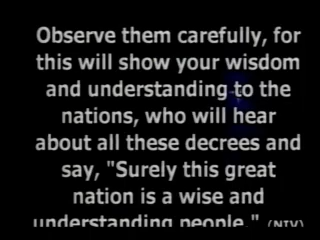 Observe them carefully, for
this will show your wisdom
and understanding to the
nations, who will hear
about all these decrees and
say, "Surely this great
nation is a wise and
understanding people." (NIV)